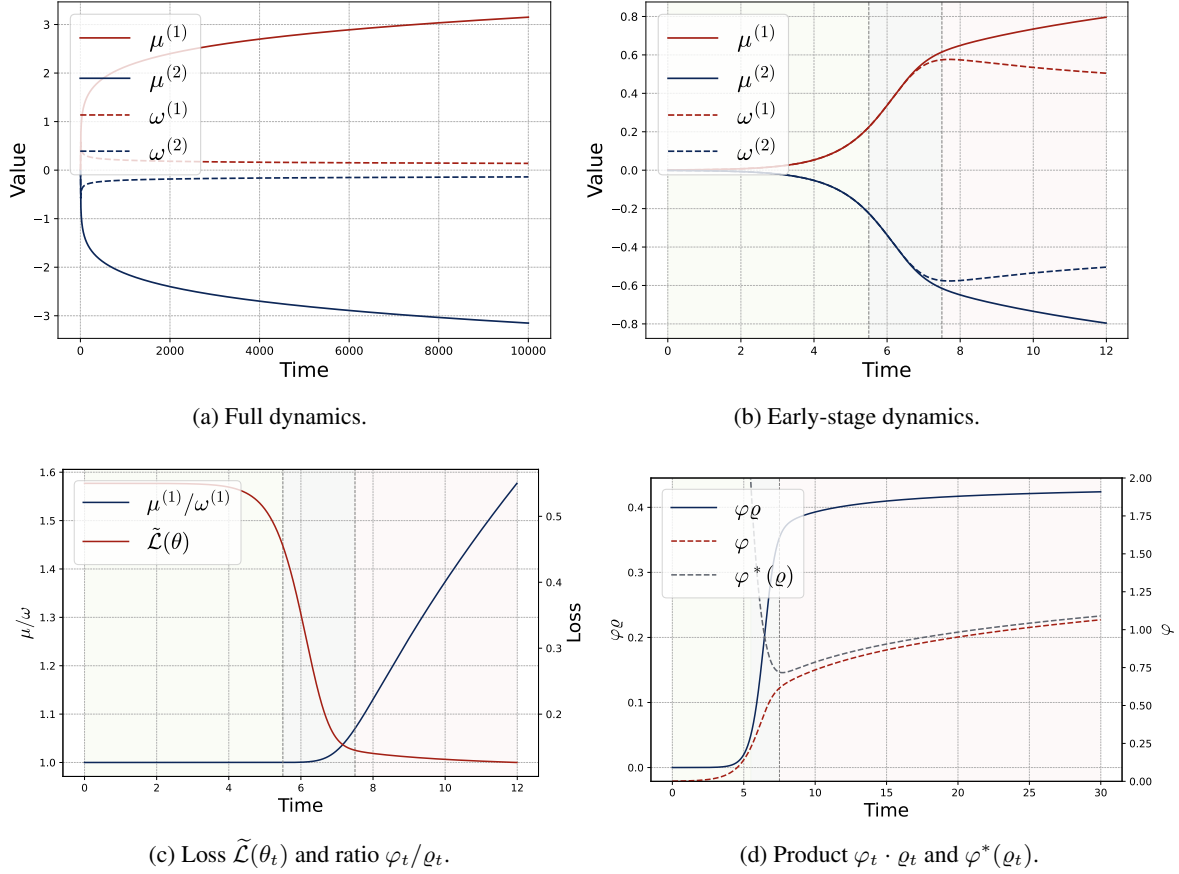 3
2
1
0
−1
−2
−3
Value
μ^(1)
μ^(2)
ω^(1)
ω^(2)
0
2000
4000
6000
8000
10000
Time
(a) Full dynamics.
0.8
0.6
0.4
0.2
0.0
−0.2
−0.4
−0.6
−0.8
Value
μ^(1)
μ^(2)
ω^(1)
ω^(2)
0
2
4
6
8
10
12
Time
(b) Early-stage dynamics.
1.6
1.5
1.4
1.3
1.2
1.1
1.0
μ/ω
μ^(1)/ω^(1)
ℒ̃(θ)
0.5
0.4
0.3
0.2
Loss
0
2
4
6
8
10
12
Time
(c) Loss ℒ̃(θ_t) and ratio φ_t/ϱ_t.
0.4
0.3
0.2
0.1
0.0
φϱ
φϱ
φ
φ*(ϱ)
2.00
1.75
1.50
1.25
1.00
0.75
0.50
0.25
0.00
φ
0
5
10
15
20
25
30
Time
(d) Product φ_t · ϱ_t and φ*(ϱ_t).